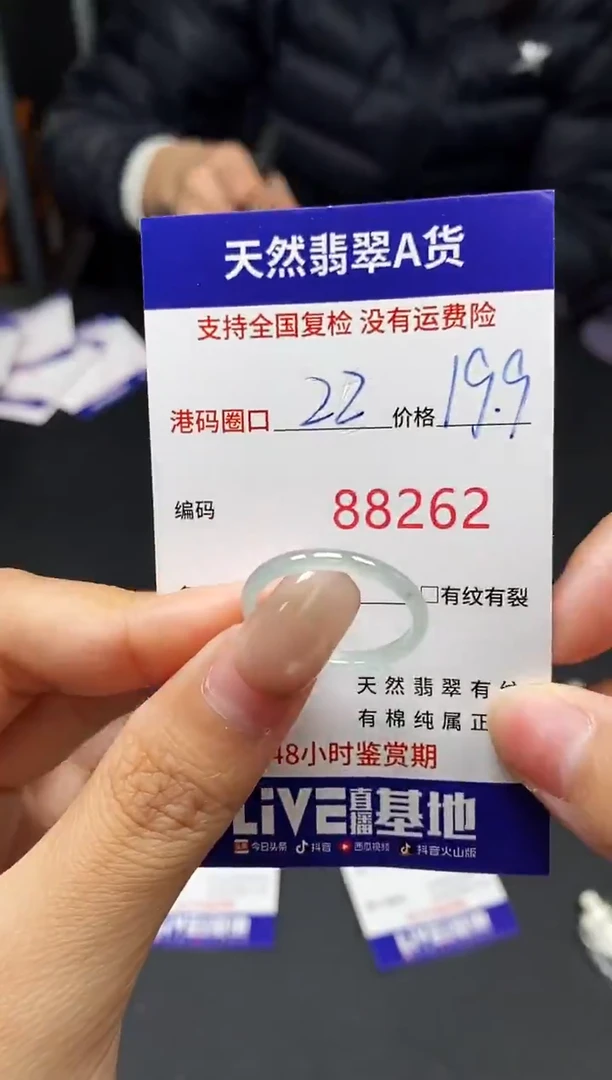 天然翡翠A货
支持全国复检 没有运费险
港码圈口 22 价格 19.9
编码 88262
□有纹有裂
天然翡翠有
有棉纯属正
48小时鉴赏期
LiVE直播基地
今日头条 抖音 西瓜视频 抖音火山版